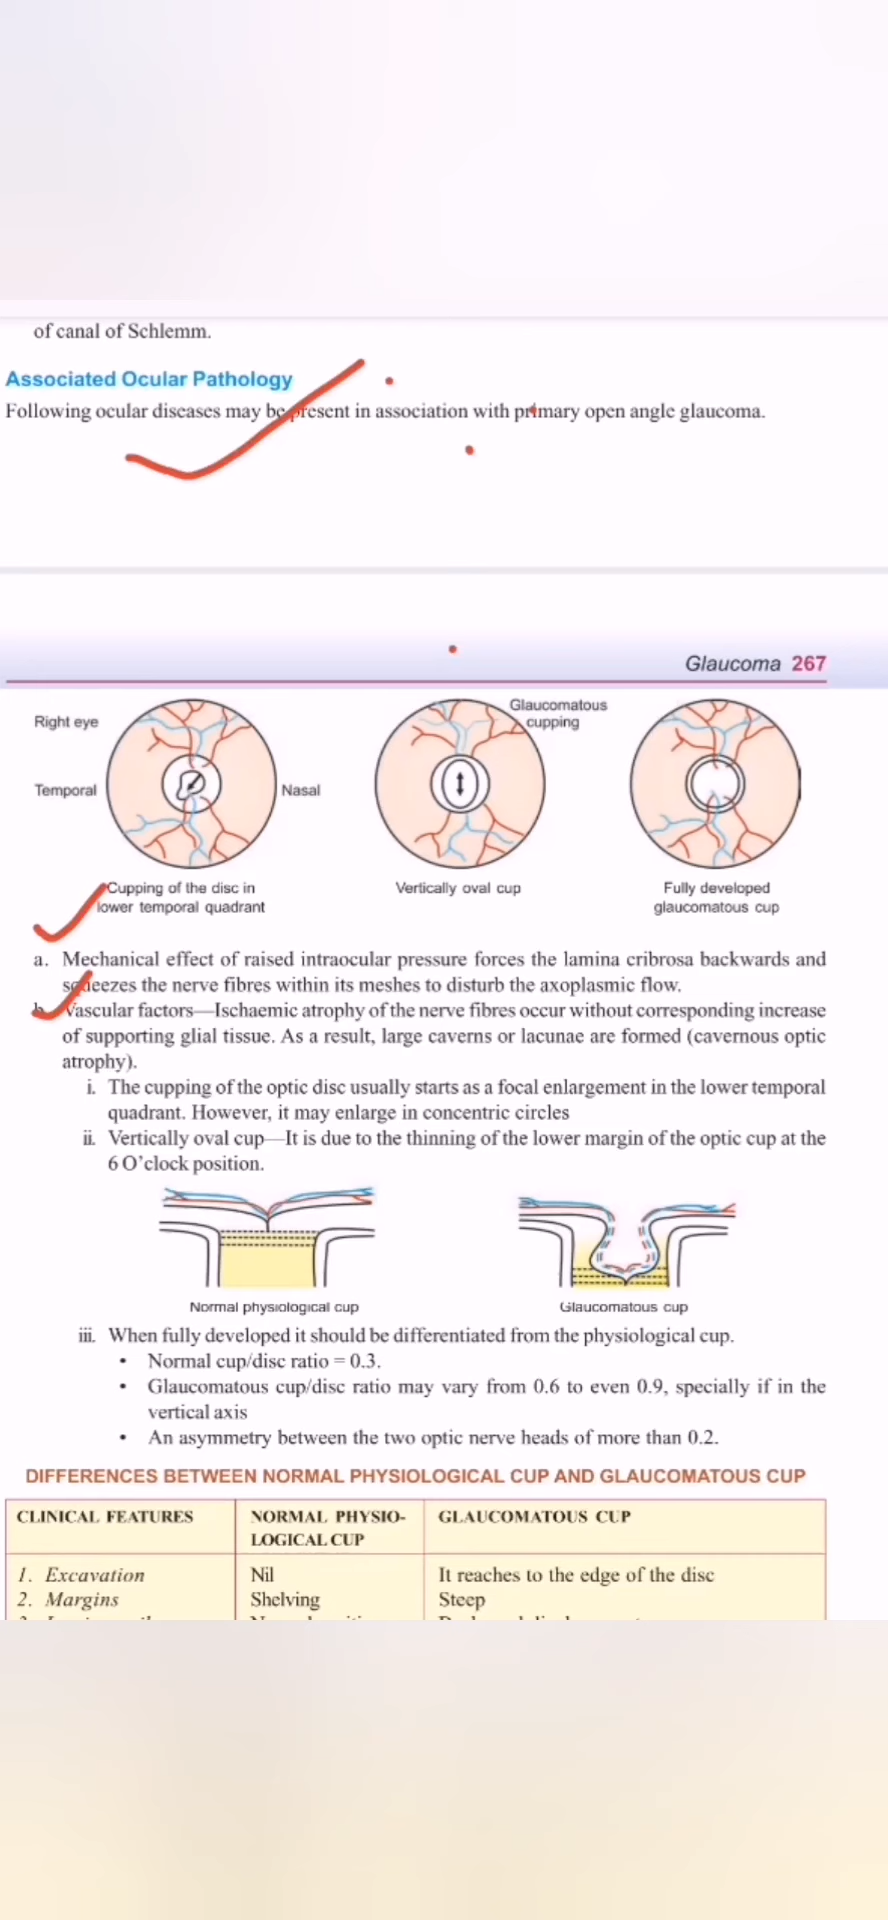 of canal of Schlemm.
Associated Ocular Pathology
Following ocular diseases may be present in association with primary open angle glaucoma.
Glaucoma 267
Right eye
Temporal
Nasal
Glaucomatous
cupping
Cupping of the disc in
lower temporal quadrant
Vertically oval cup
Fully developed
glaucomatous cup
a. Mechanical effect of raised intraocular pressure forces the lamina cribrosa backwards and
squeezes the nerve fibres within its meshes to disturb the axoplasmic flow.
b. Vascular factors—Ischaemic atrophy of the nerve fibres occur without corresponding increase
of supporting glial tissue. As a result, large caverns or lacunae are formed (cavernous optic
atrophy).
i. The cupping of the optic disc usually starts as a focal enlargement in the lower temporal
quadrant. However, it may enlarge in concentric circles
ii. Vertically oval cup—It is due to the thinning of the lower margin of the optic cup at the
6 O'clock position.
Normal physiological cup
Glaucomatous cup
iii. When fully developed it should be differentiated from the physiological cup.
• Normal cup/disc ratio = 0.3.
• Glaucomatous cup/disc ratio may vary from 0.6 to even 0.9, specially if in the
vertical axis
• An asymmetry between the two optic nerve heads of more than 0.2.
DIFFERENCES BETWEEN NORMAL PHYSIOLOGICAL CUP AND GLAUCOMATOUS CUP
CLINICAL FEATURES
NORMAL PHYSIO-
LOGICAL CUP
GLAUCOMATOUS CUP
1. Excavation
Nil
It reaches to the edge of the disc
2. Margins
Shelving
Steep